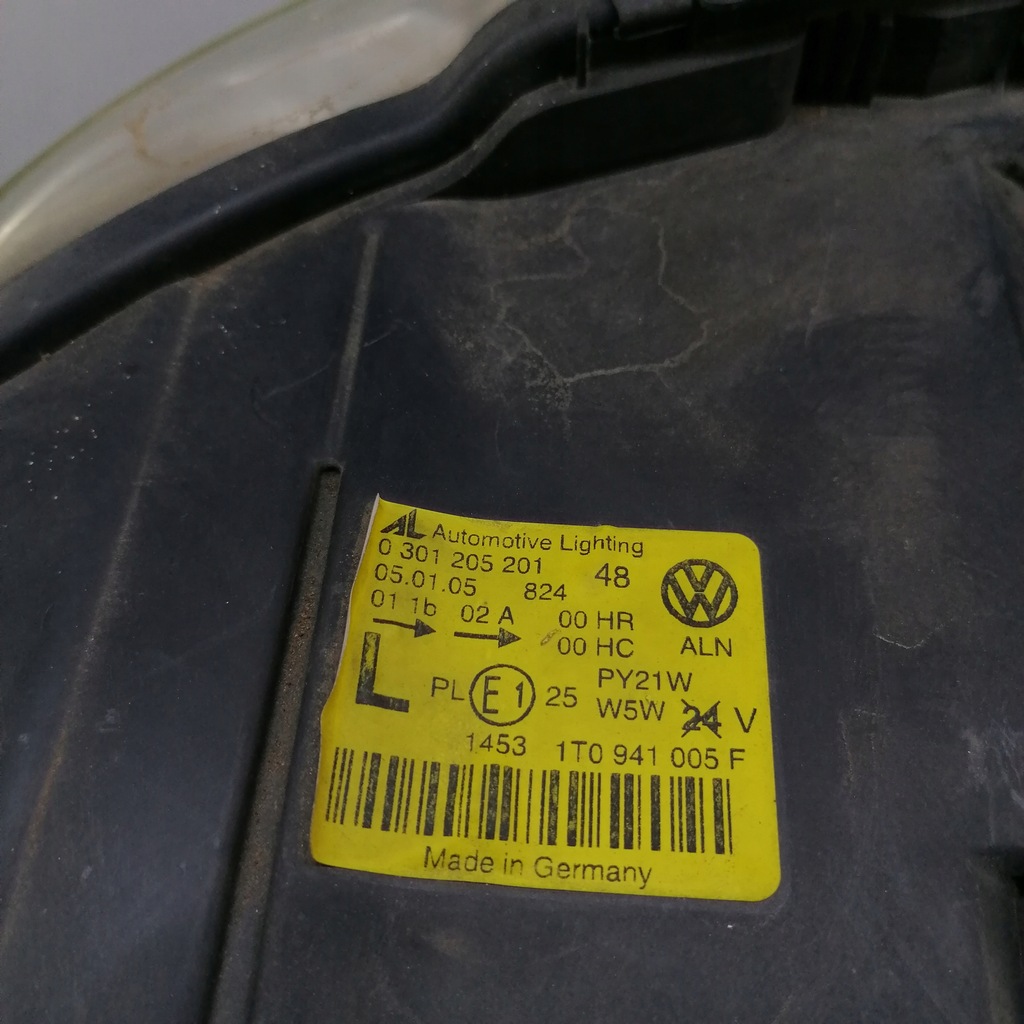 AL Automotive Lighting
0 301 205 201 48
05.01.05 824
01 1b 02 A 00 HR
00 HC
VW
ALN
L PL E1 25 PY21W
W5W 24 V
1453 1T0 941 005 F
Made in Germany